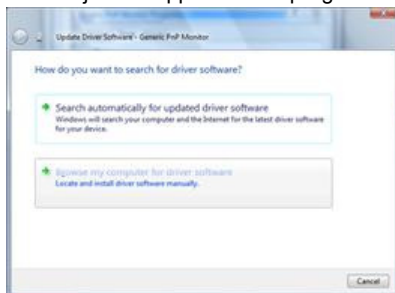 Update Driver Software - Generic PnP Monitor
How do you want to search for driver software?
Search automatically for updated driver software
Windows will search your computer and the Internet for the latest driver software
for your device.
Browse my computer for driver software
Locate and install driver software manually.
Cancel